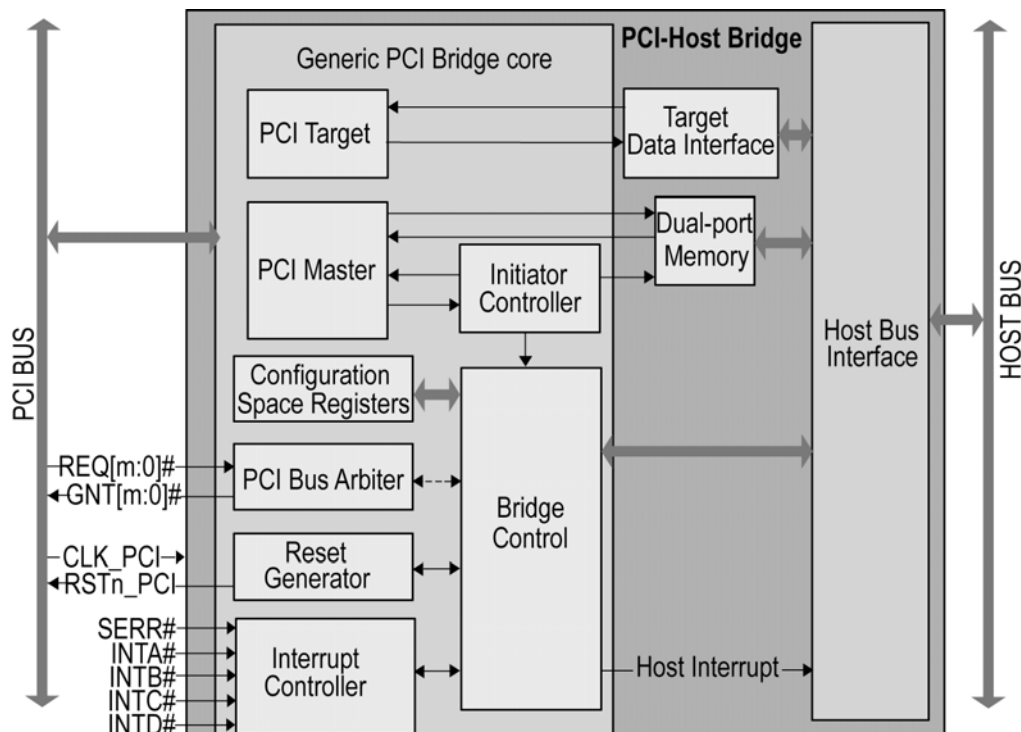 PCI-Host Bridge
Generic PCI Bridge core
PCI Target
Target
Data Interface
PCI Master
Dual-port
Memory
Initiator
Controller
Host Bus
Interface
PCI BUS
HOST BUS
Configuration
Space Registers
REQ[m:0]#
GNT[m:0]#
PCI Bus Arbiter
Bridge
Control
CLK_PCI
RSTn_PCI
Reset
Generator
SERR#
INTA#
INTB#
INTC#
INTD#
Interrupt
Controller
Host Interrupt